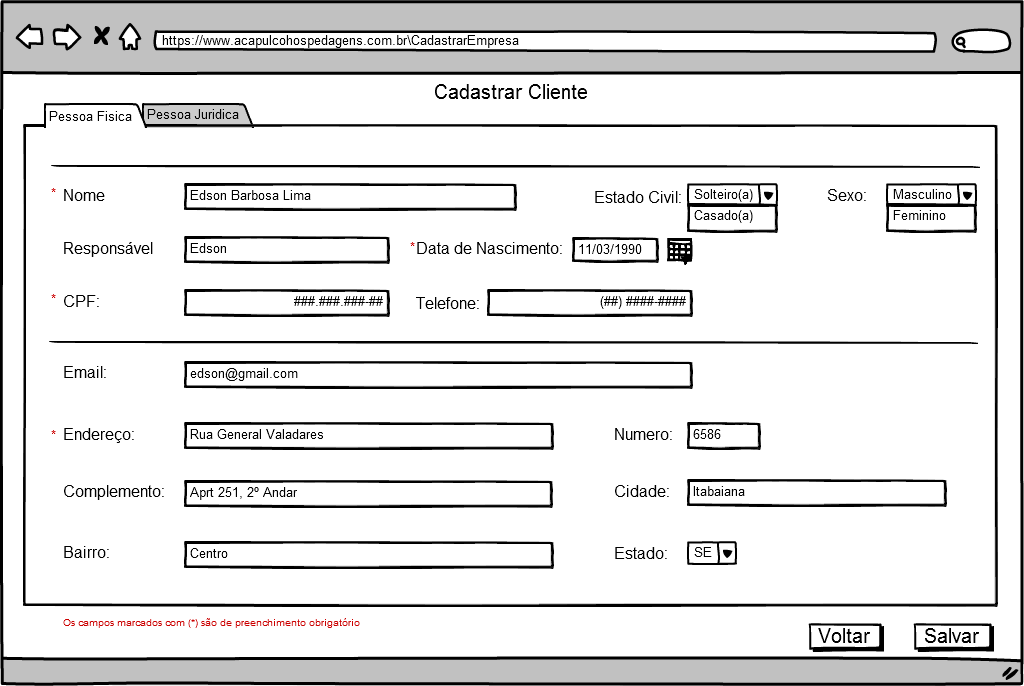 https://www.acapulcohospedagens.com.br\CadastrarEmpresa
Cadastrar Cliente
Pessoa Fisica Pessoa Juridica
* Nome Edson Barbosa Lima Estado Civil: Solteiro(a) Sexo: Masculino
Casado(a) Feminino
Responsável Edson *Data de Nascimento: 11/03/1990
* CPF: ###.###.###-## Telefone: (##) ####-####
Email: edson@gmail.com
* Endereço: Rua General Valadares Numero: 6586
Complemento: Aprt 251, 2º Andar Cidade: Itabaiana
Bairro: Centro Estado: SE
Os campos marcados com (*) são de preenchimento obrigatório
Voltar Salvar